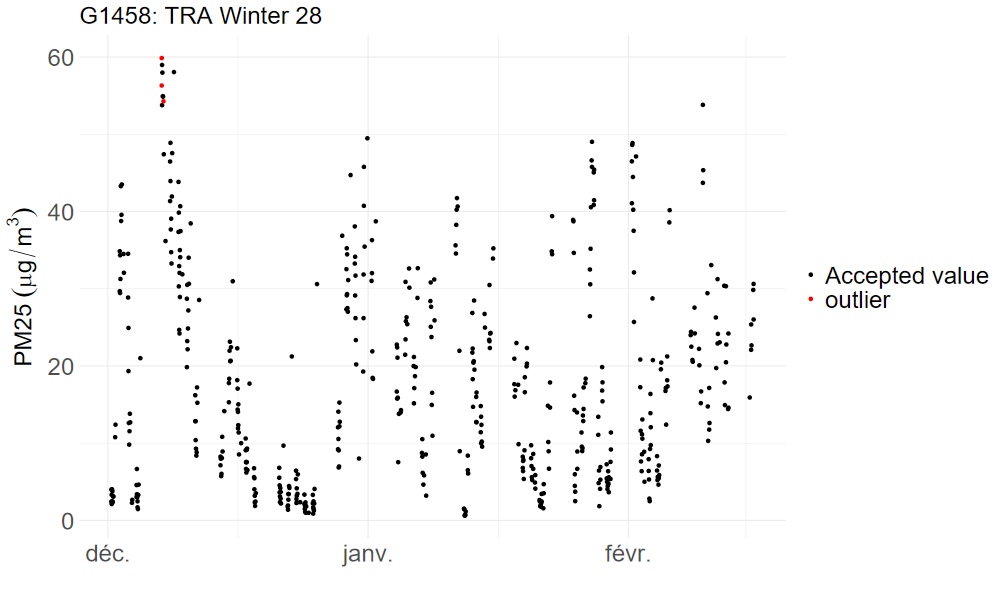 G1458: TRA Winter 28
PM25 (μg/m³)
60
40
20
0
déc.
janv.
févr.
Accepted value
outlier